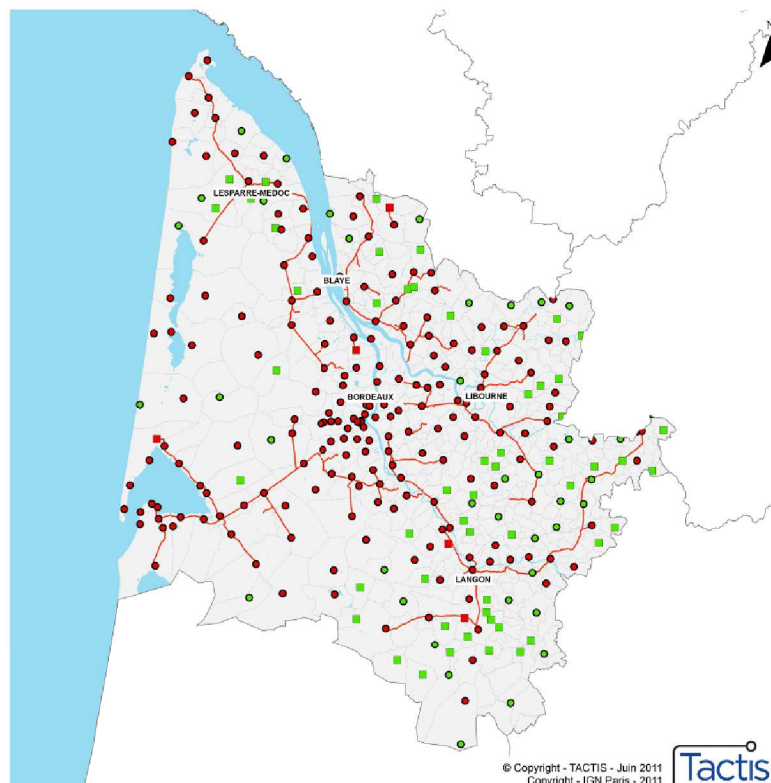 N
LESPARRE-MEDOC
BLAYE
BORDEAUX
LIBOURNE
LANGON
© Copyright - TACTIS - Juin 2011
Copyright - IGN Paris - 2011
Tactis